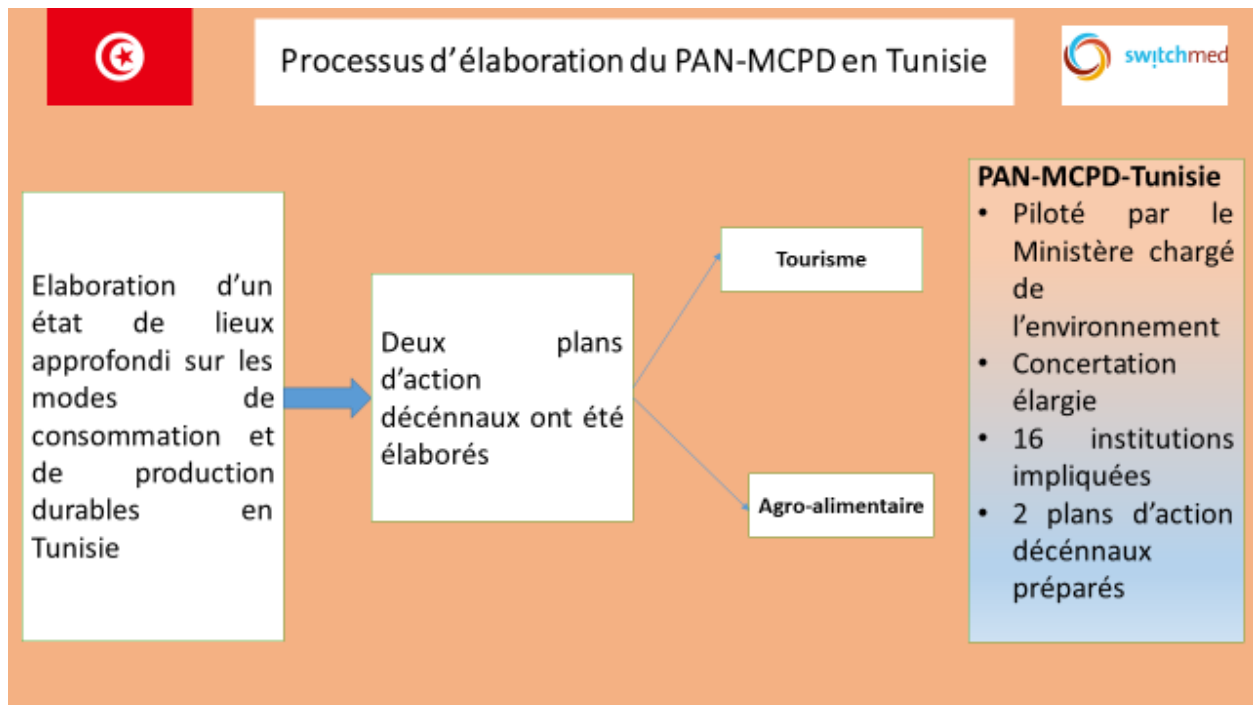 Processus d'élaboration du PAN-MCPD en Tunisie
switchmed
Elaboration d'un
état de lieux
approfondi sur les
modes de
consommation et
de production
durables en
Tunisie
Deux plans
d'action
décénnaux ont été
élaborés
Tourisme
Agro-alimentaire
PAN-MCPD-Tunisie
• Piloté par le
Ministère chargé
de
l'environnement
• Concertation
élargie
• 16 institutions
impliquées
• 2 plans d'action
décénnaux
préparés